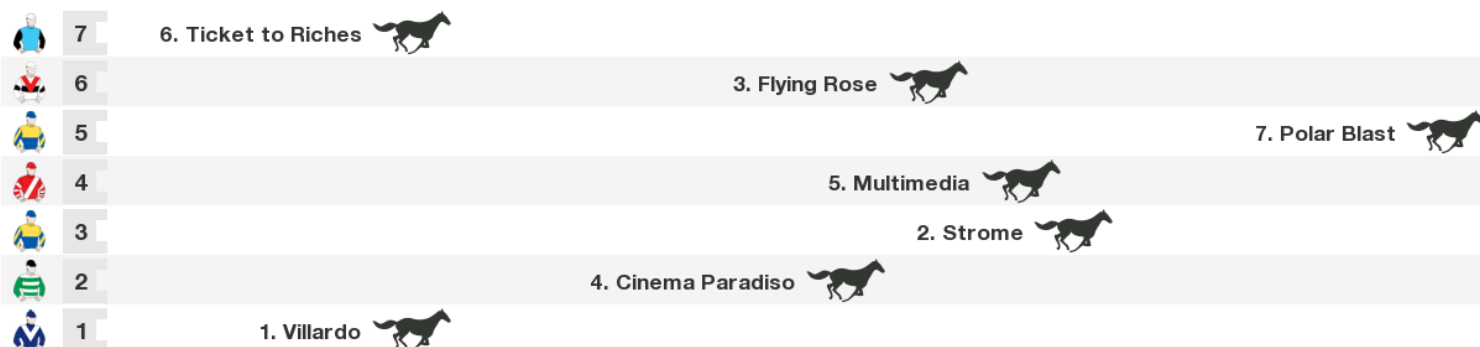 7 6. Ticket to Riches
6 3. Flying Rose
5 7. Polar Blast
4 5. Multimedia
3 2. Strome
2 4. Cinema Paradiso
1 1. Villardo